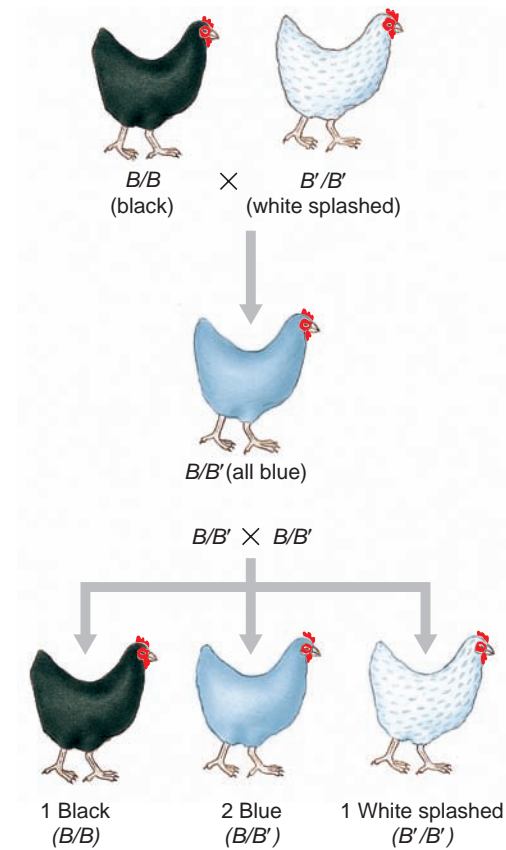 B/B × B′/B′
(black) (white splashed)
B/B′(all blue)
B/B′ × B/B′
1 Black 2 Blue 1 White splashed
(B/B) (B/B′) (B′/B′)